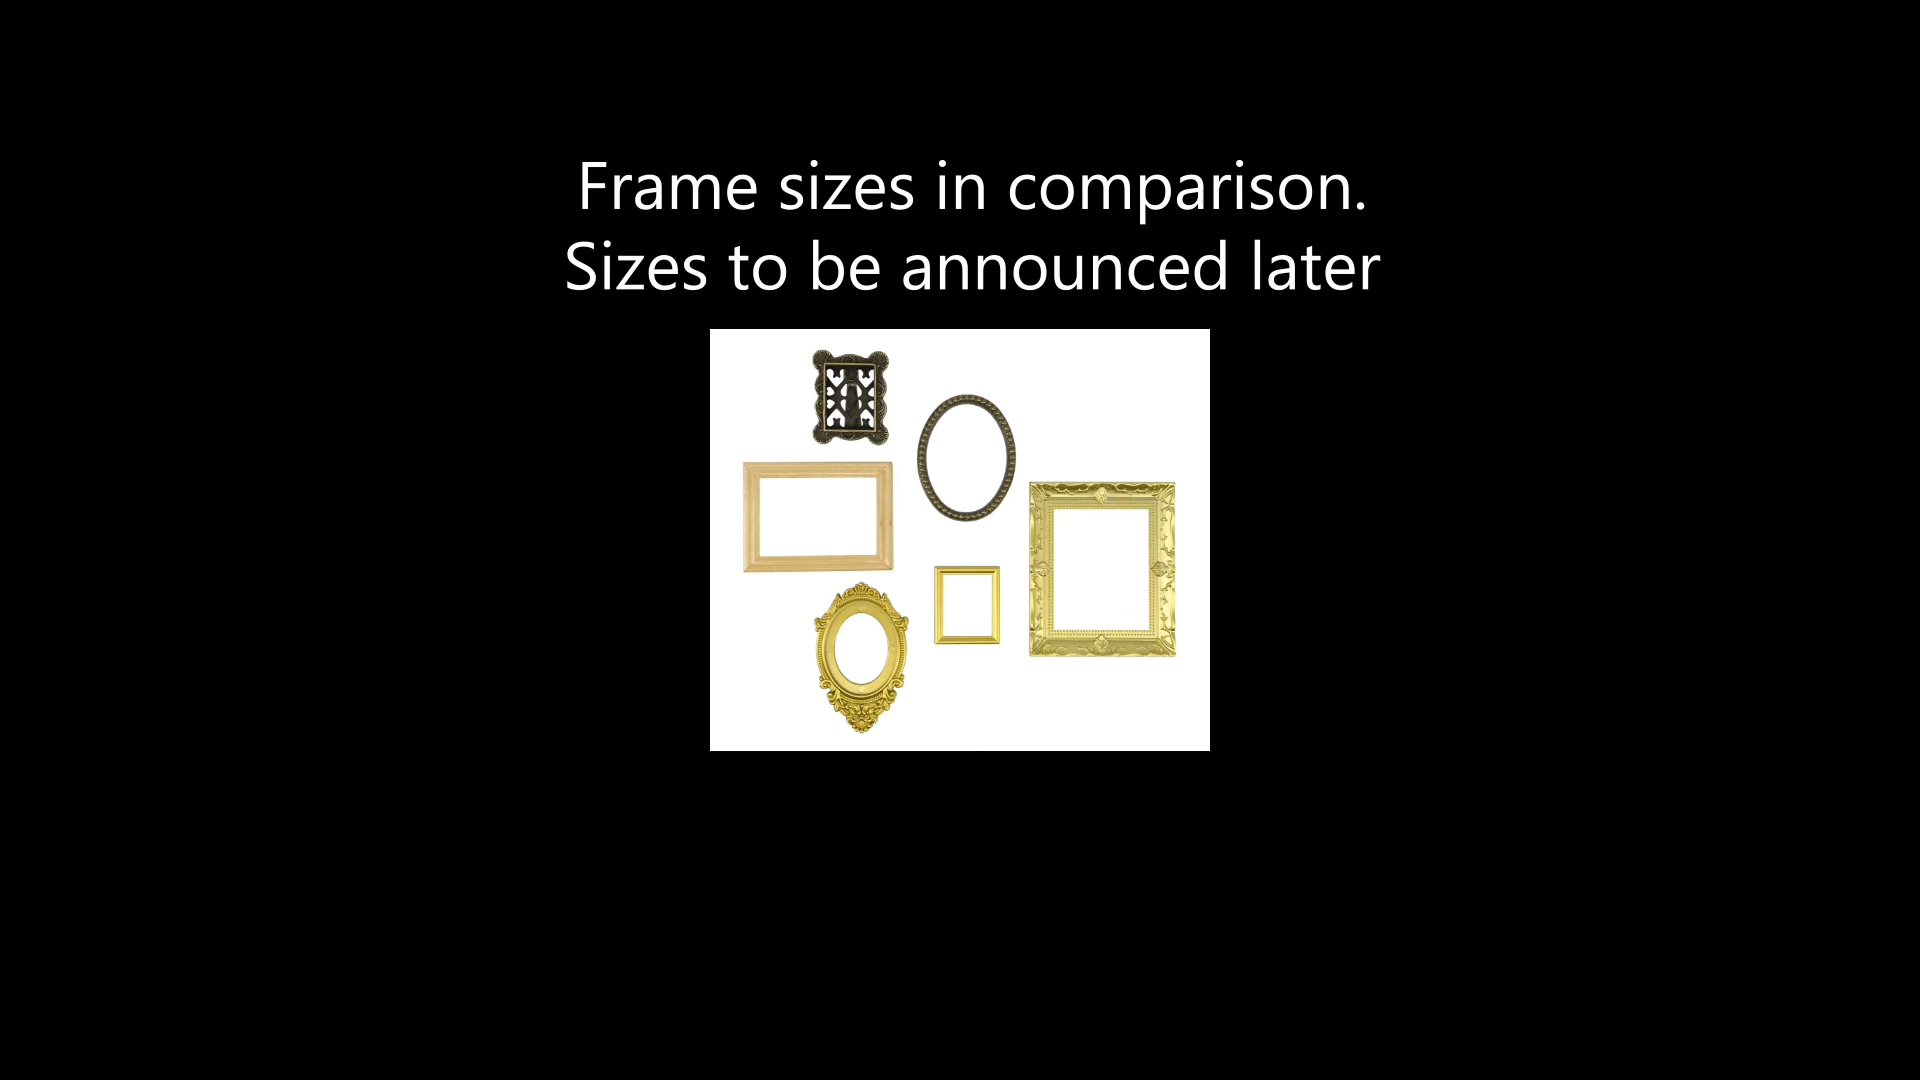 Frame sizes in comparison.
Sizes to be announced later